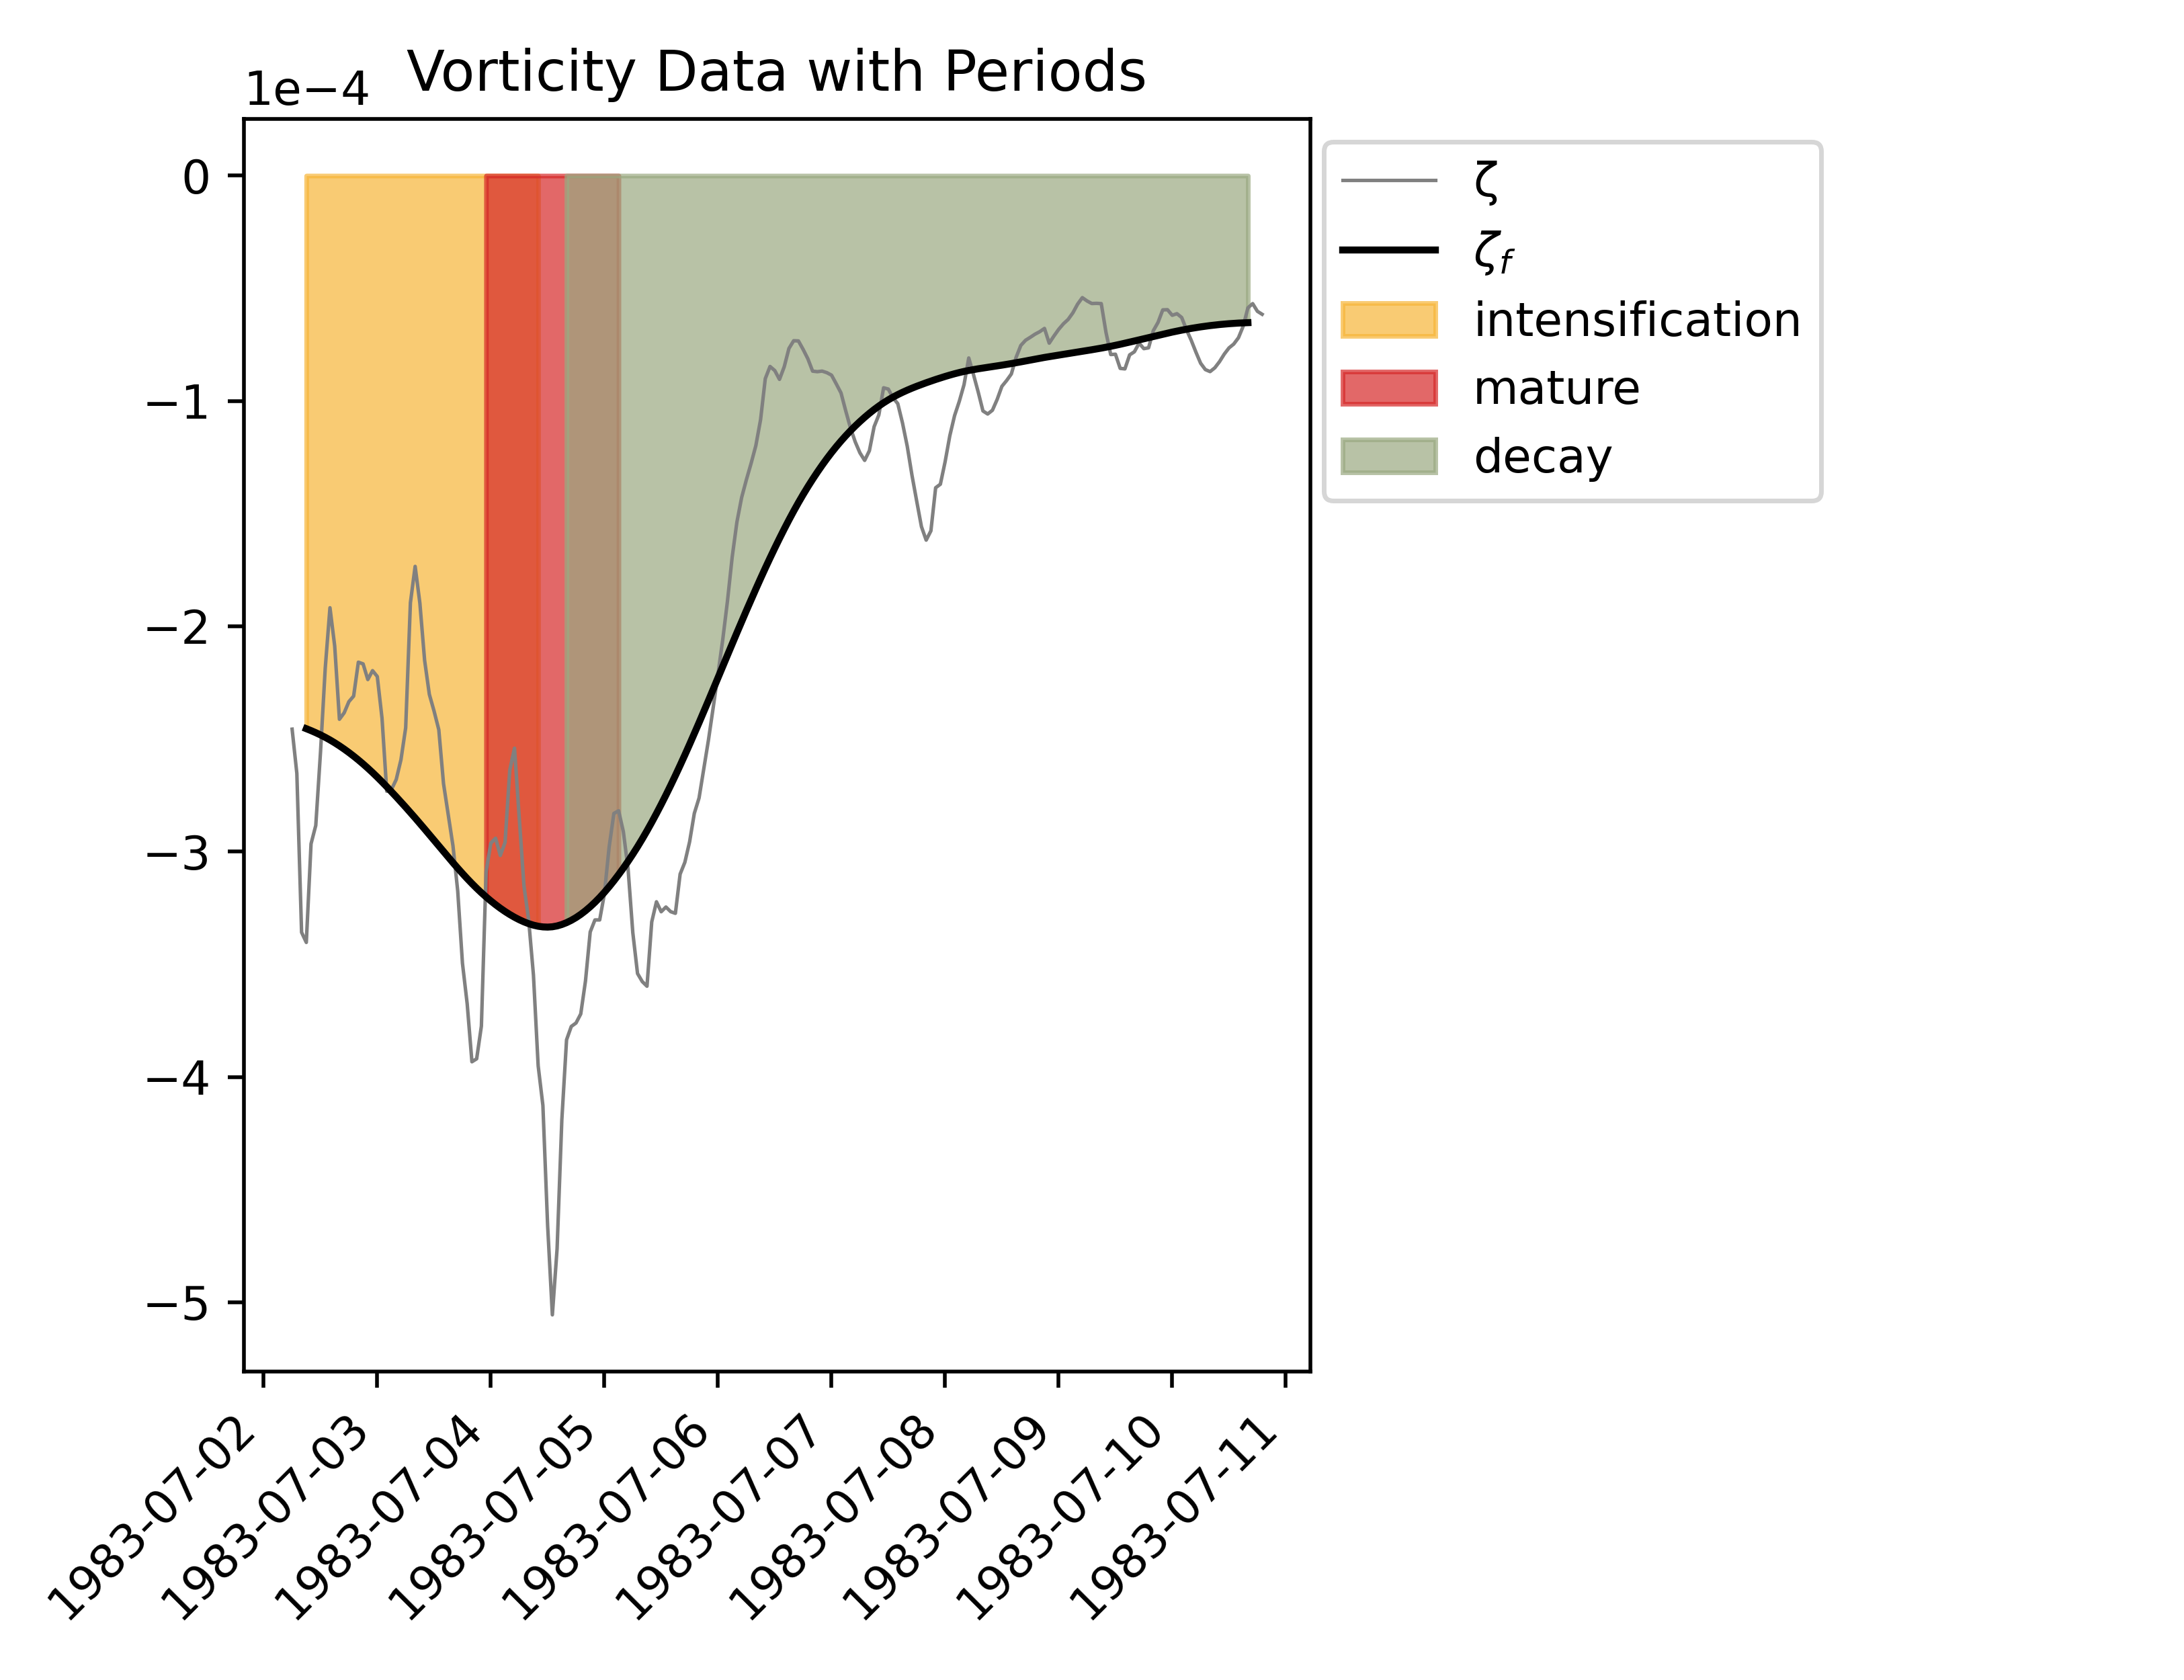 Vorticity Data with Periods
1e−4
0
−1
−2
−3
−4
−5
1983-07-02
1983-07-03
1983-07-04
1983-07-05
1983-07-06
1983-07-07
1983-07-08
1983-07-09
1983-07-10
1983-07-11
ζ
ζf
intensification
mature
decay